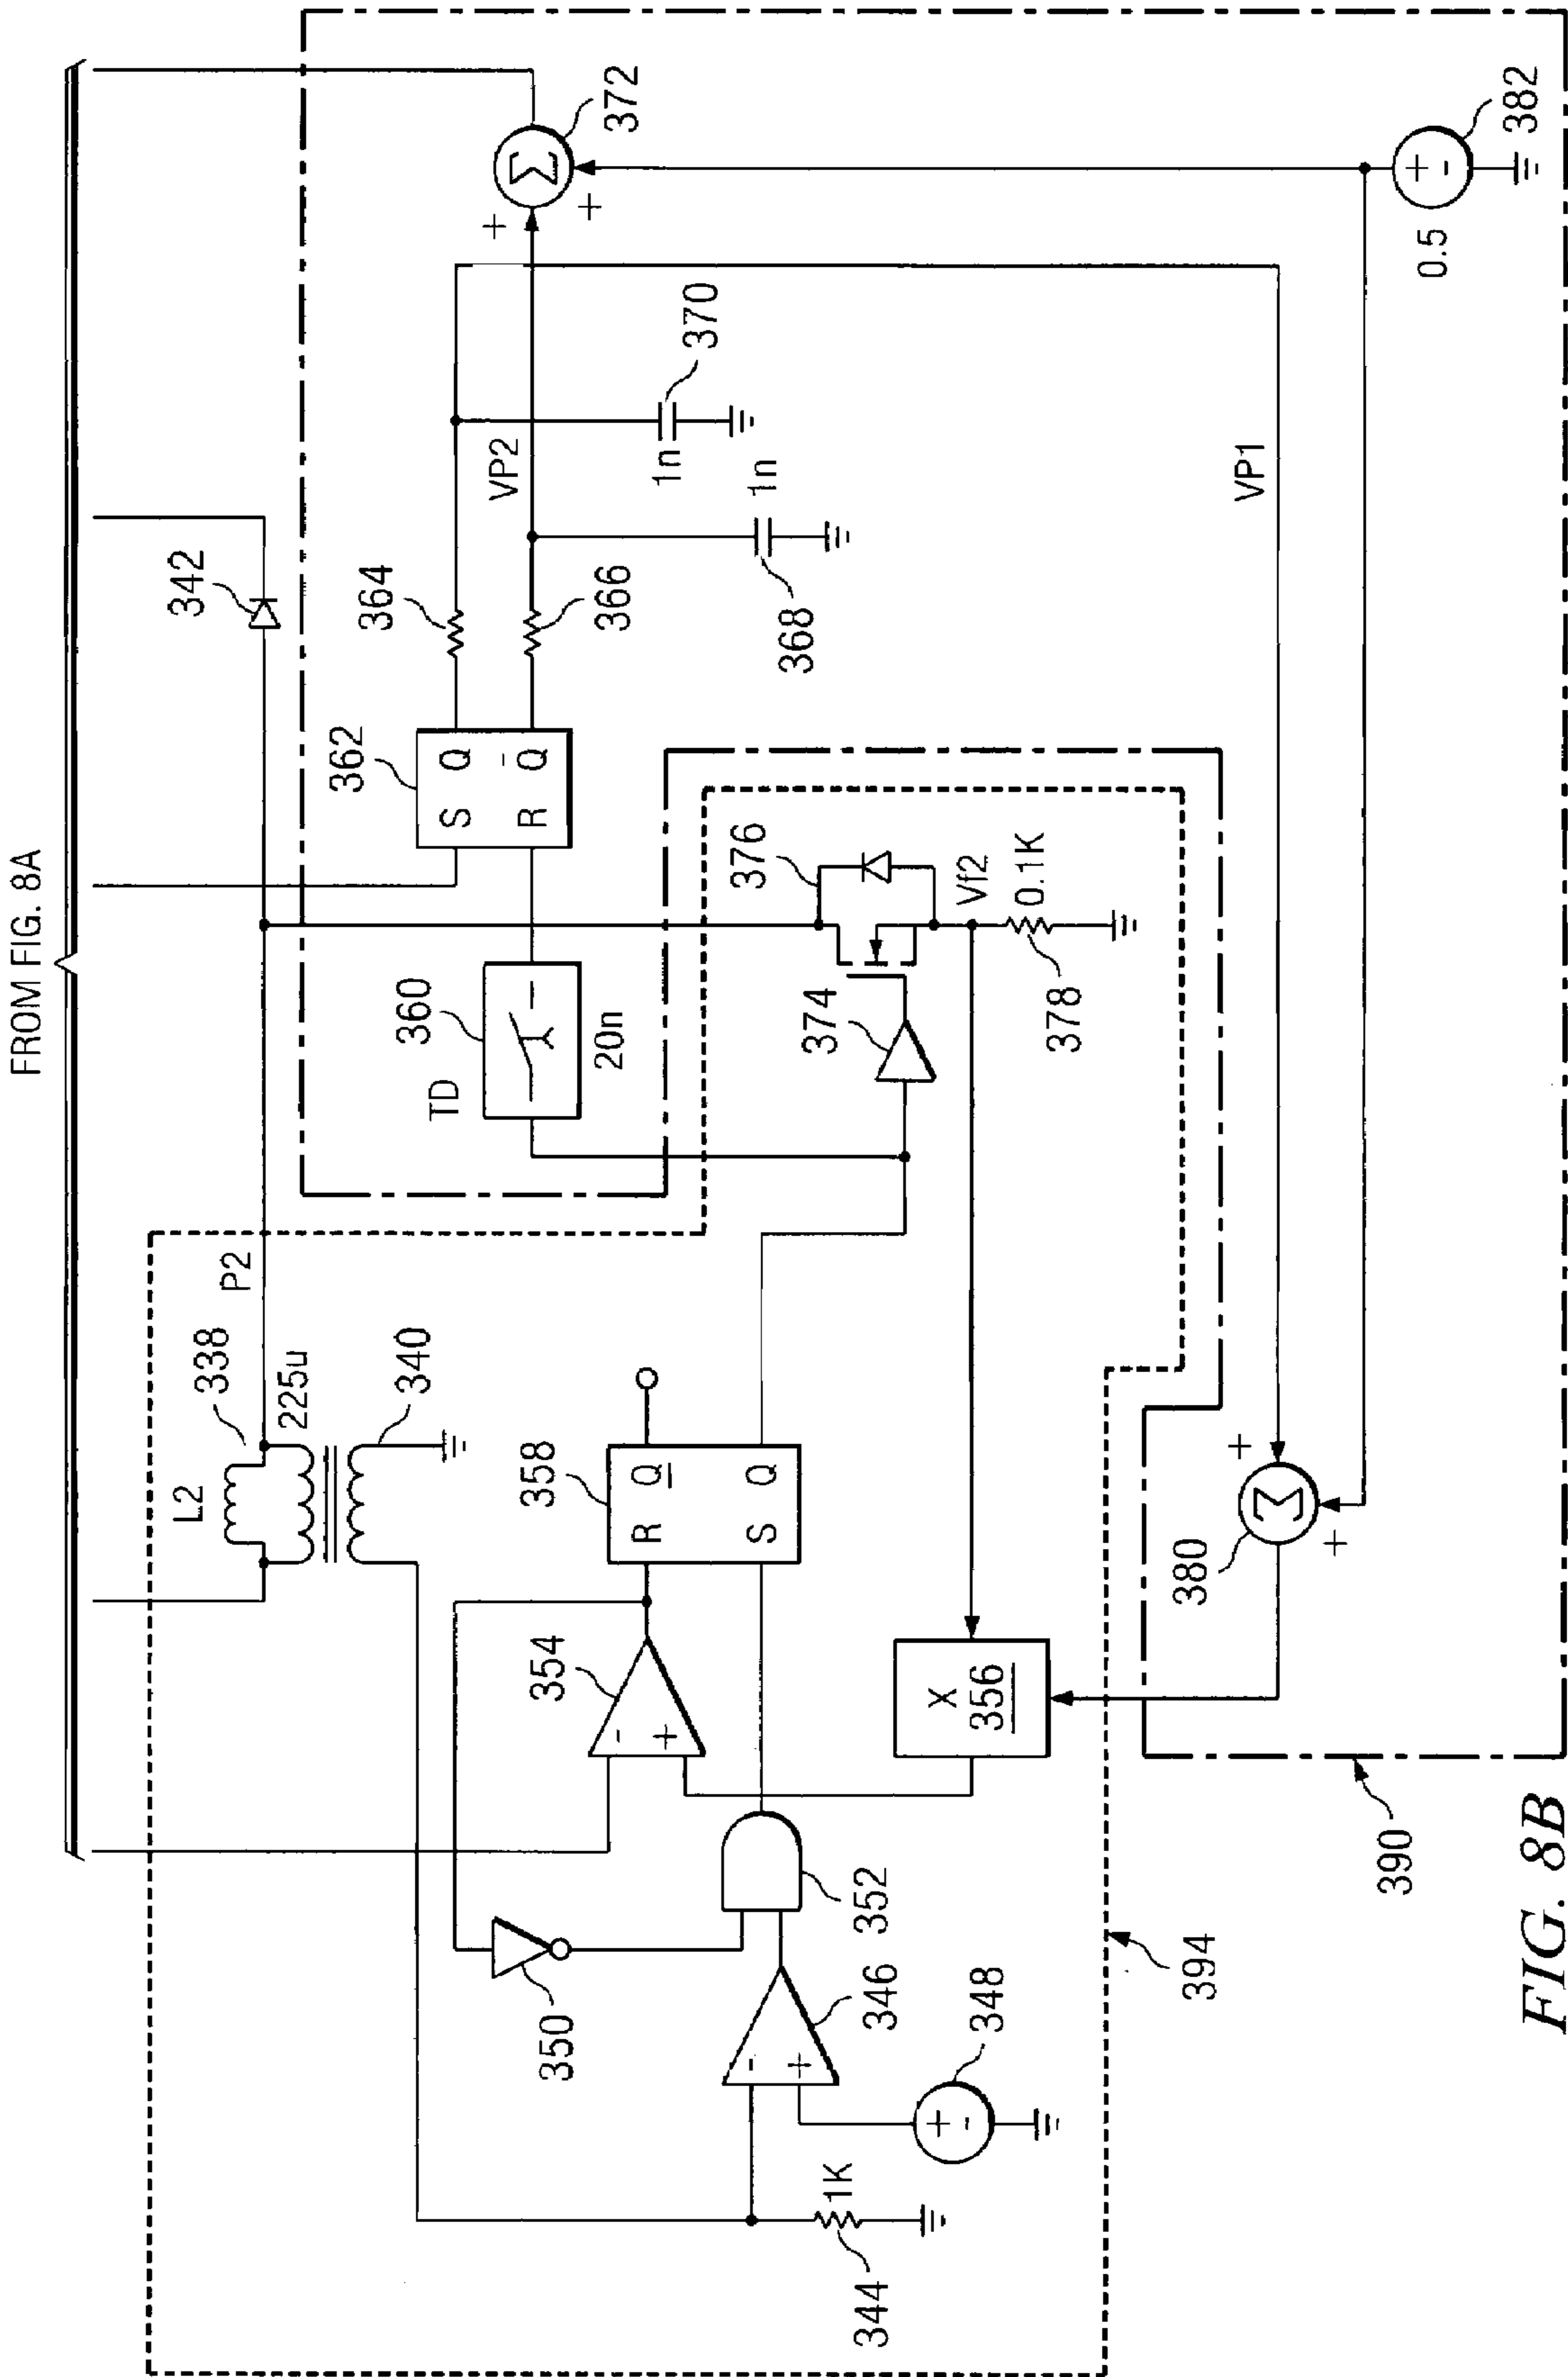 FROM FIG. 8A
372
382
0.5
+
+
Σ
+
-
370
1n
VP2
1n
368
VP1
342
364
366
362
S Q
R Q
376
Vf2
0.1K
378
374
360
TD
20n
P2
338
225u
L2
340
358
R Q
S Q
354
-
+
X
356
380
+
+
Σ
352
350
346
-
+
348
+
-
1K
344
390
394
FIG. 8B